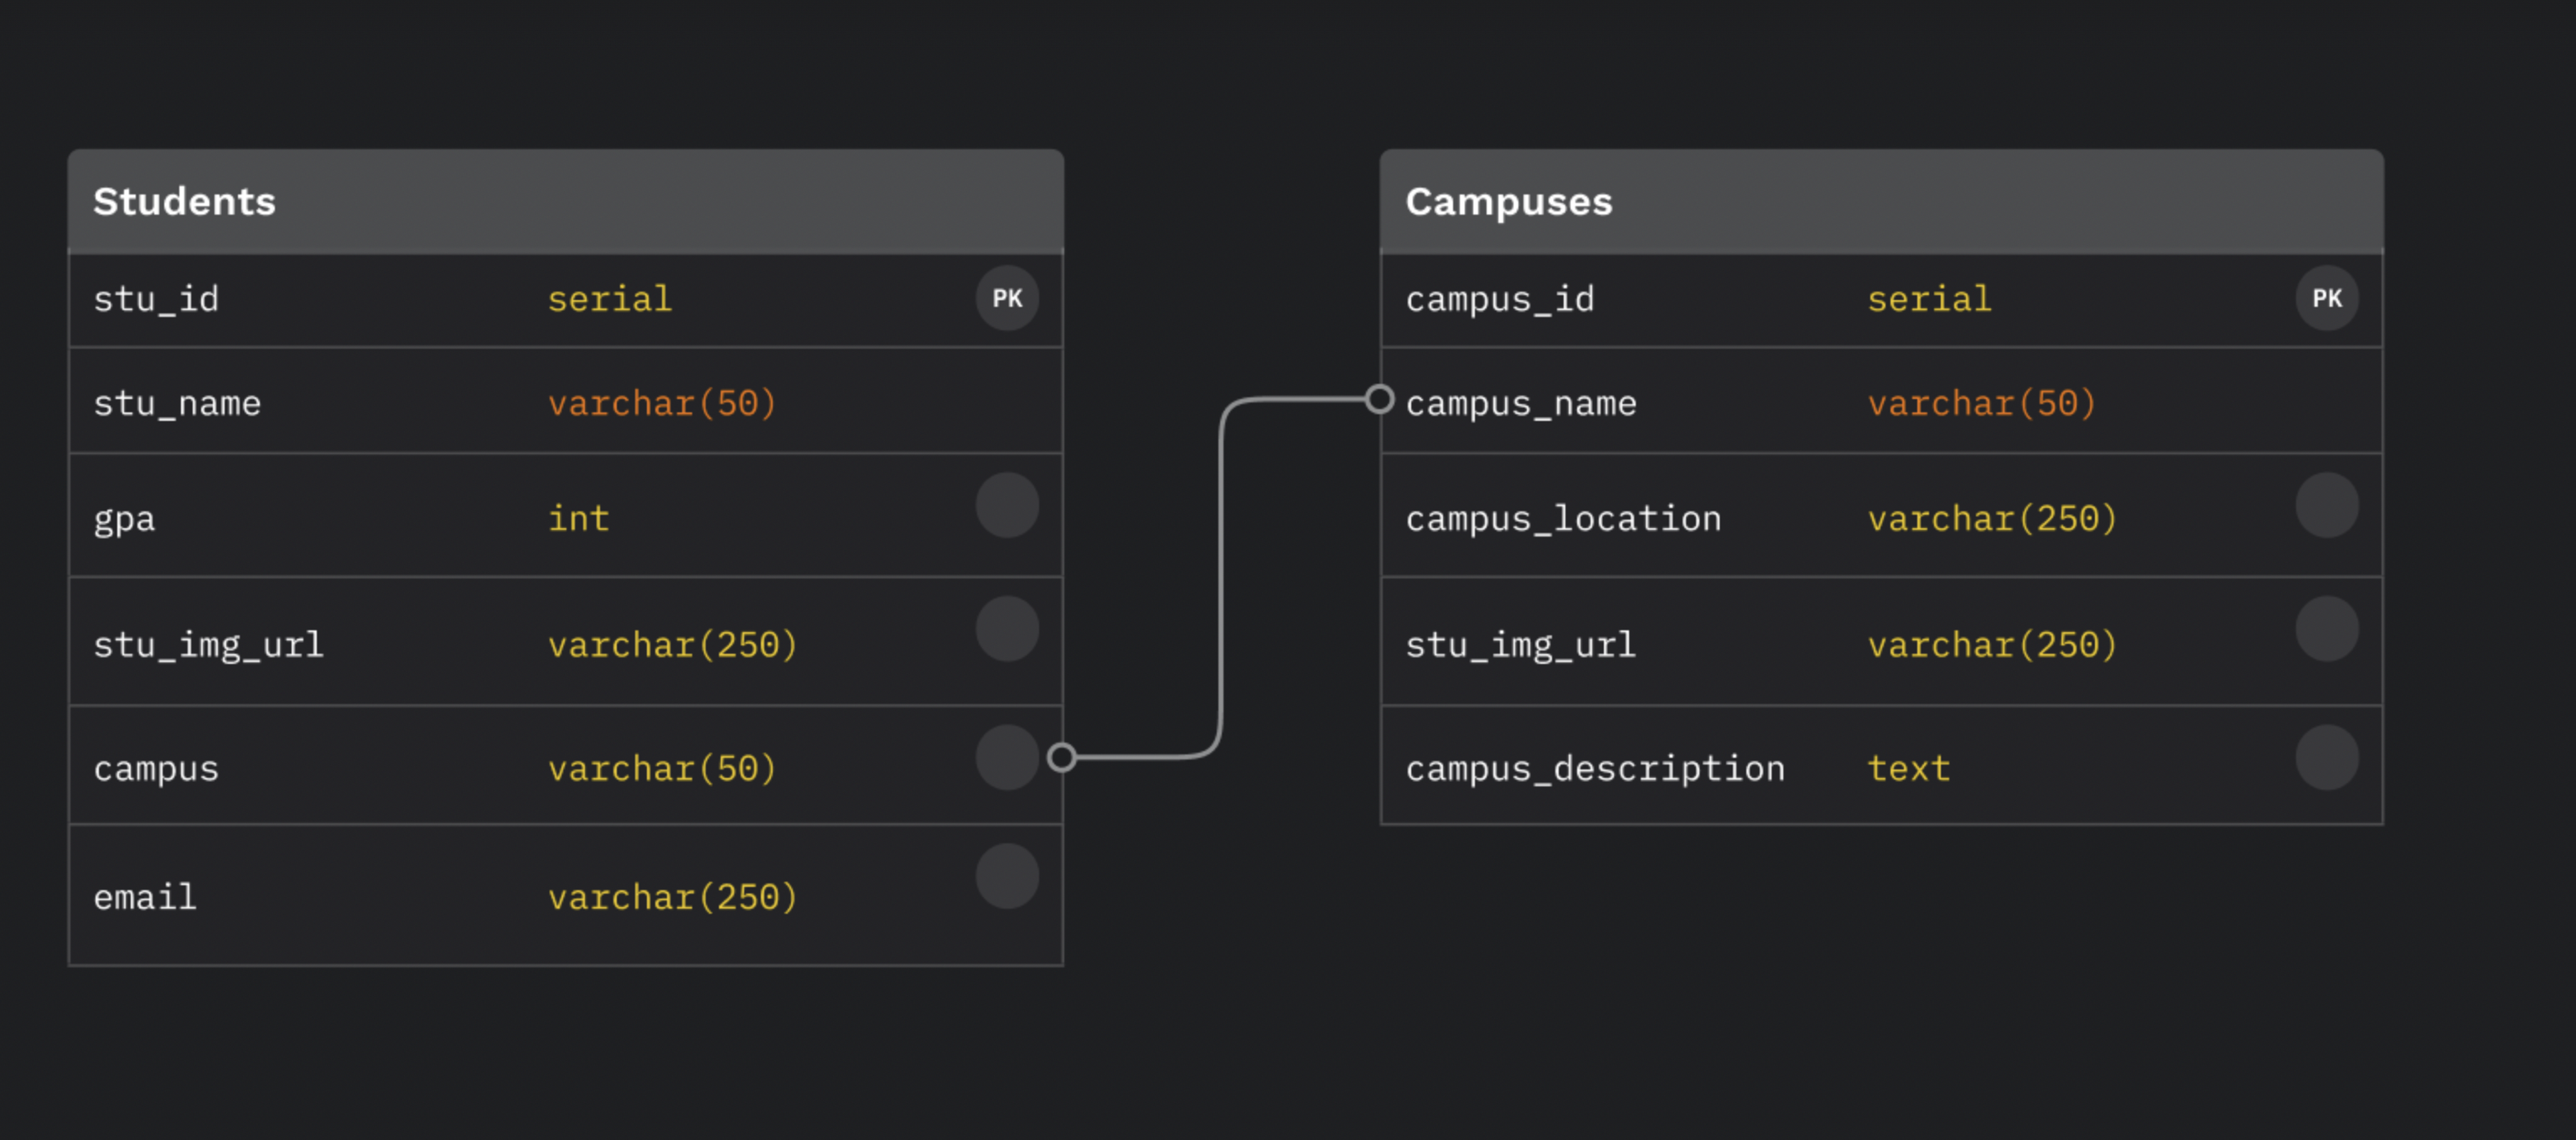 Students
stu_id serial PK
stu_name varchar(50)
gpa int
stu_img_url varchar(250)
campus varchar(50)
email varchar(250)
Campuses
campus_id serial PK
campus_name varchar(50)
campus_location varchar(250)
stu_img_url varchar(250)
campus_description text